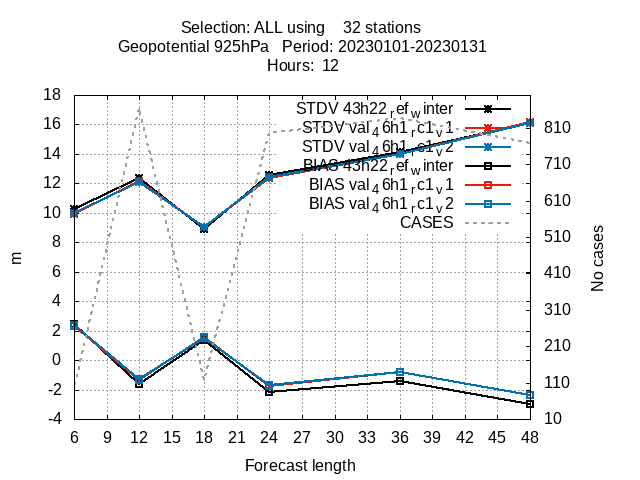 Selection: ALL using    32 stations
Geopotential 925hPa   Period: 20230101-20230131
Hours:  12
18
16
14
12
10
8
6
4
2
0
-2
-4
m
STDV 43h22_ref_winter
STDV val_46h1_rc1_v1
STDV val_46h1_rc1_v2
BIAS 43h22_ref_winter
BIAS val_46h1_rc1_v1
BIAS val_46h1_rc1_v2
CASES
810
710
610
510
410
310
210
110
10
No cases
6 9 12 15 18 21 24 27 30 33 36 39 42 45 48
Forecast length